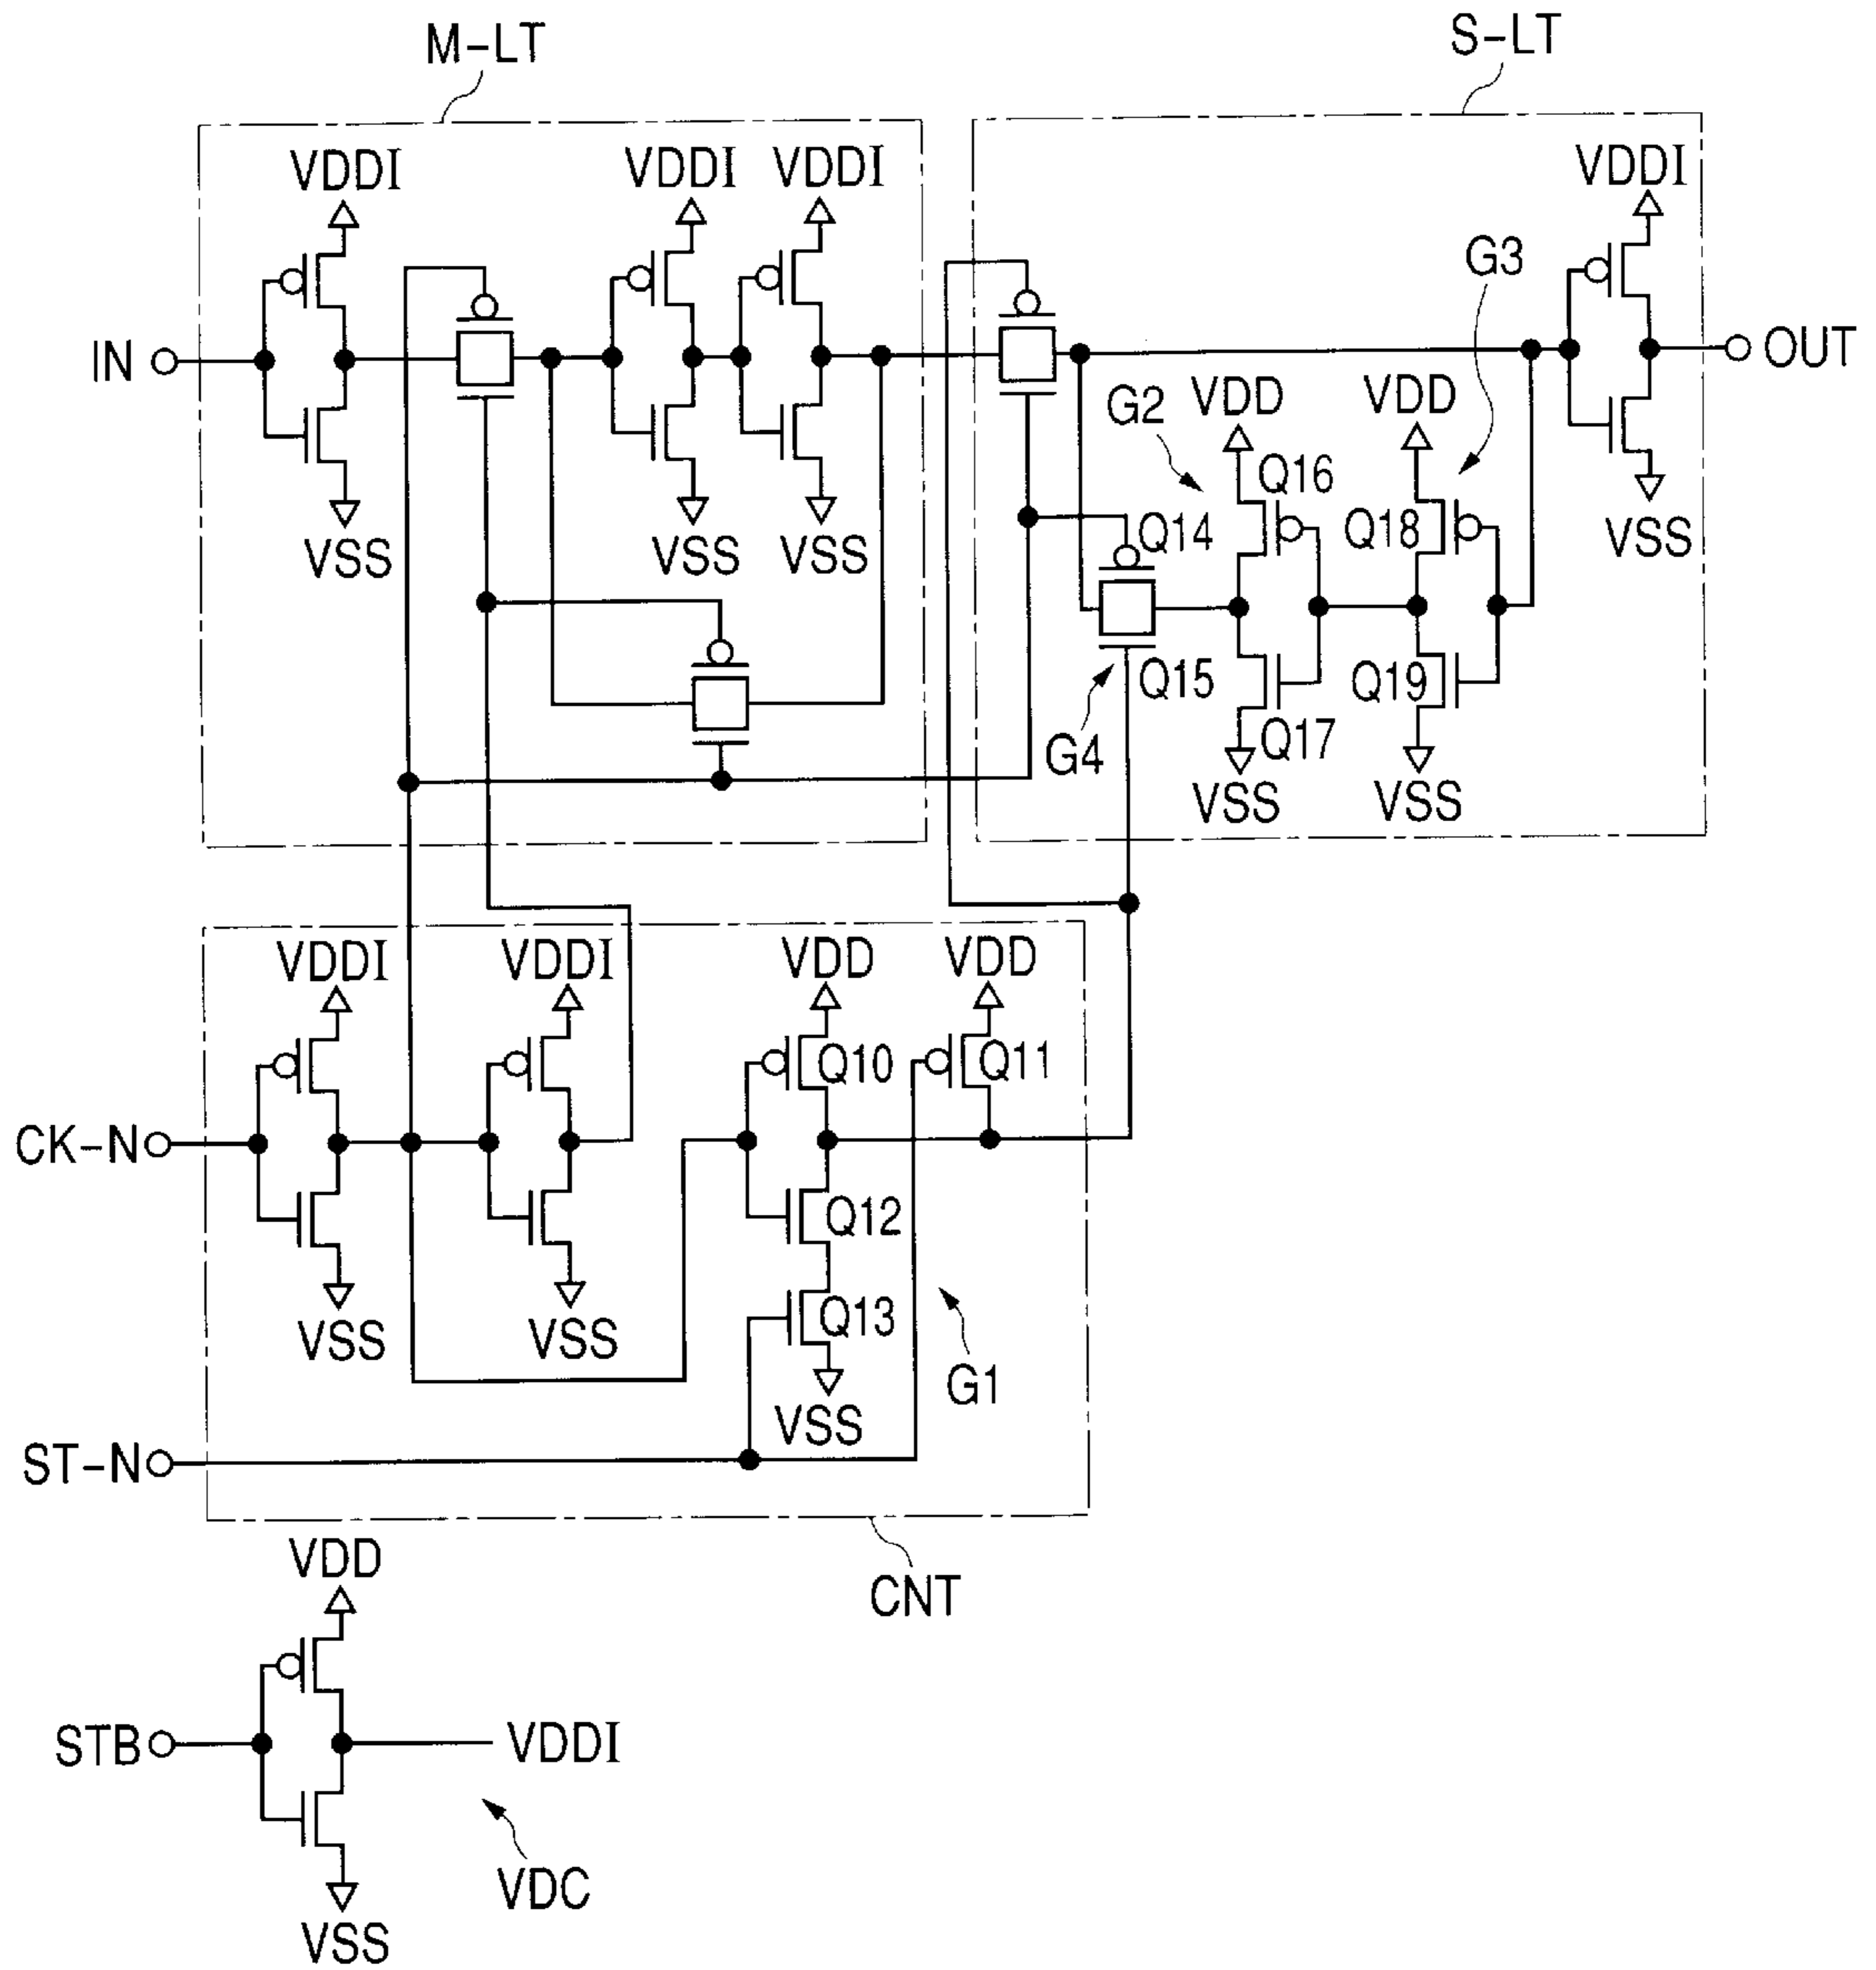 M-LT
S-LT
VDDI
VDDI
VDDI
VDDI
G3
IN
OUT
G2
VDD
VDD
Q16
Q14
Q18
VSS
VSS
VSS
VSS
Q15
Q19
G4
Q17
VSS
VSS
VDDI
VDDI
VDD
VDD
Q10
Q11
CK-N
Q12
Q13
VSS
VSS
G1
VSS
ST-N
VDD
CNT
STB
VDDI
VDC
VSS